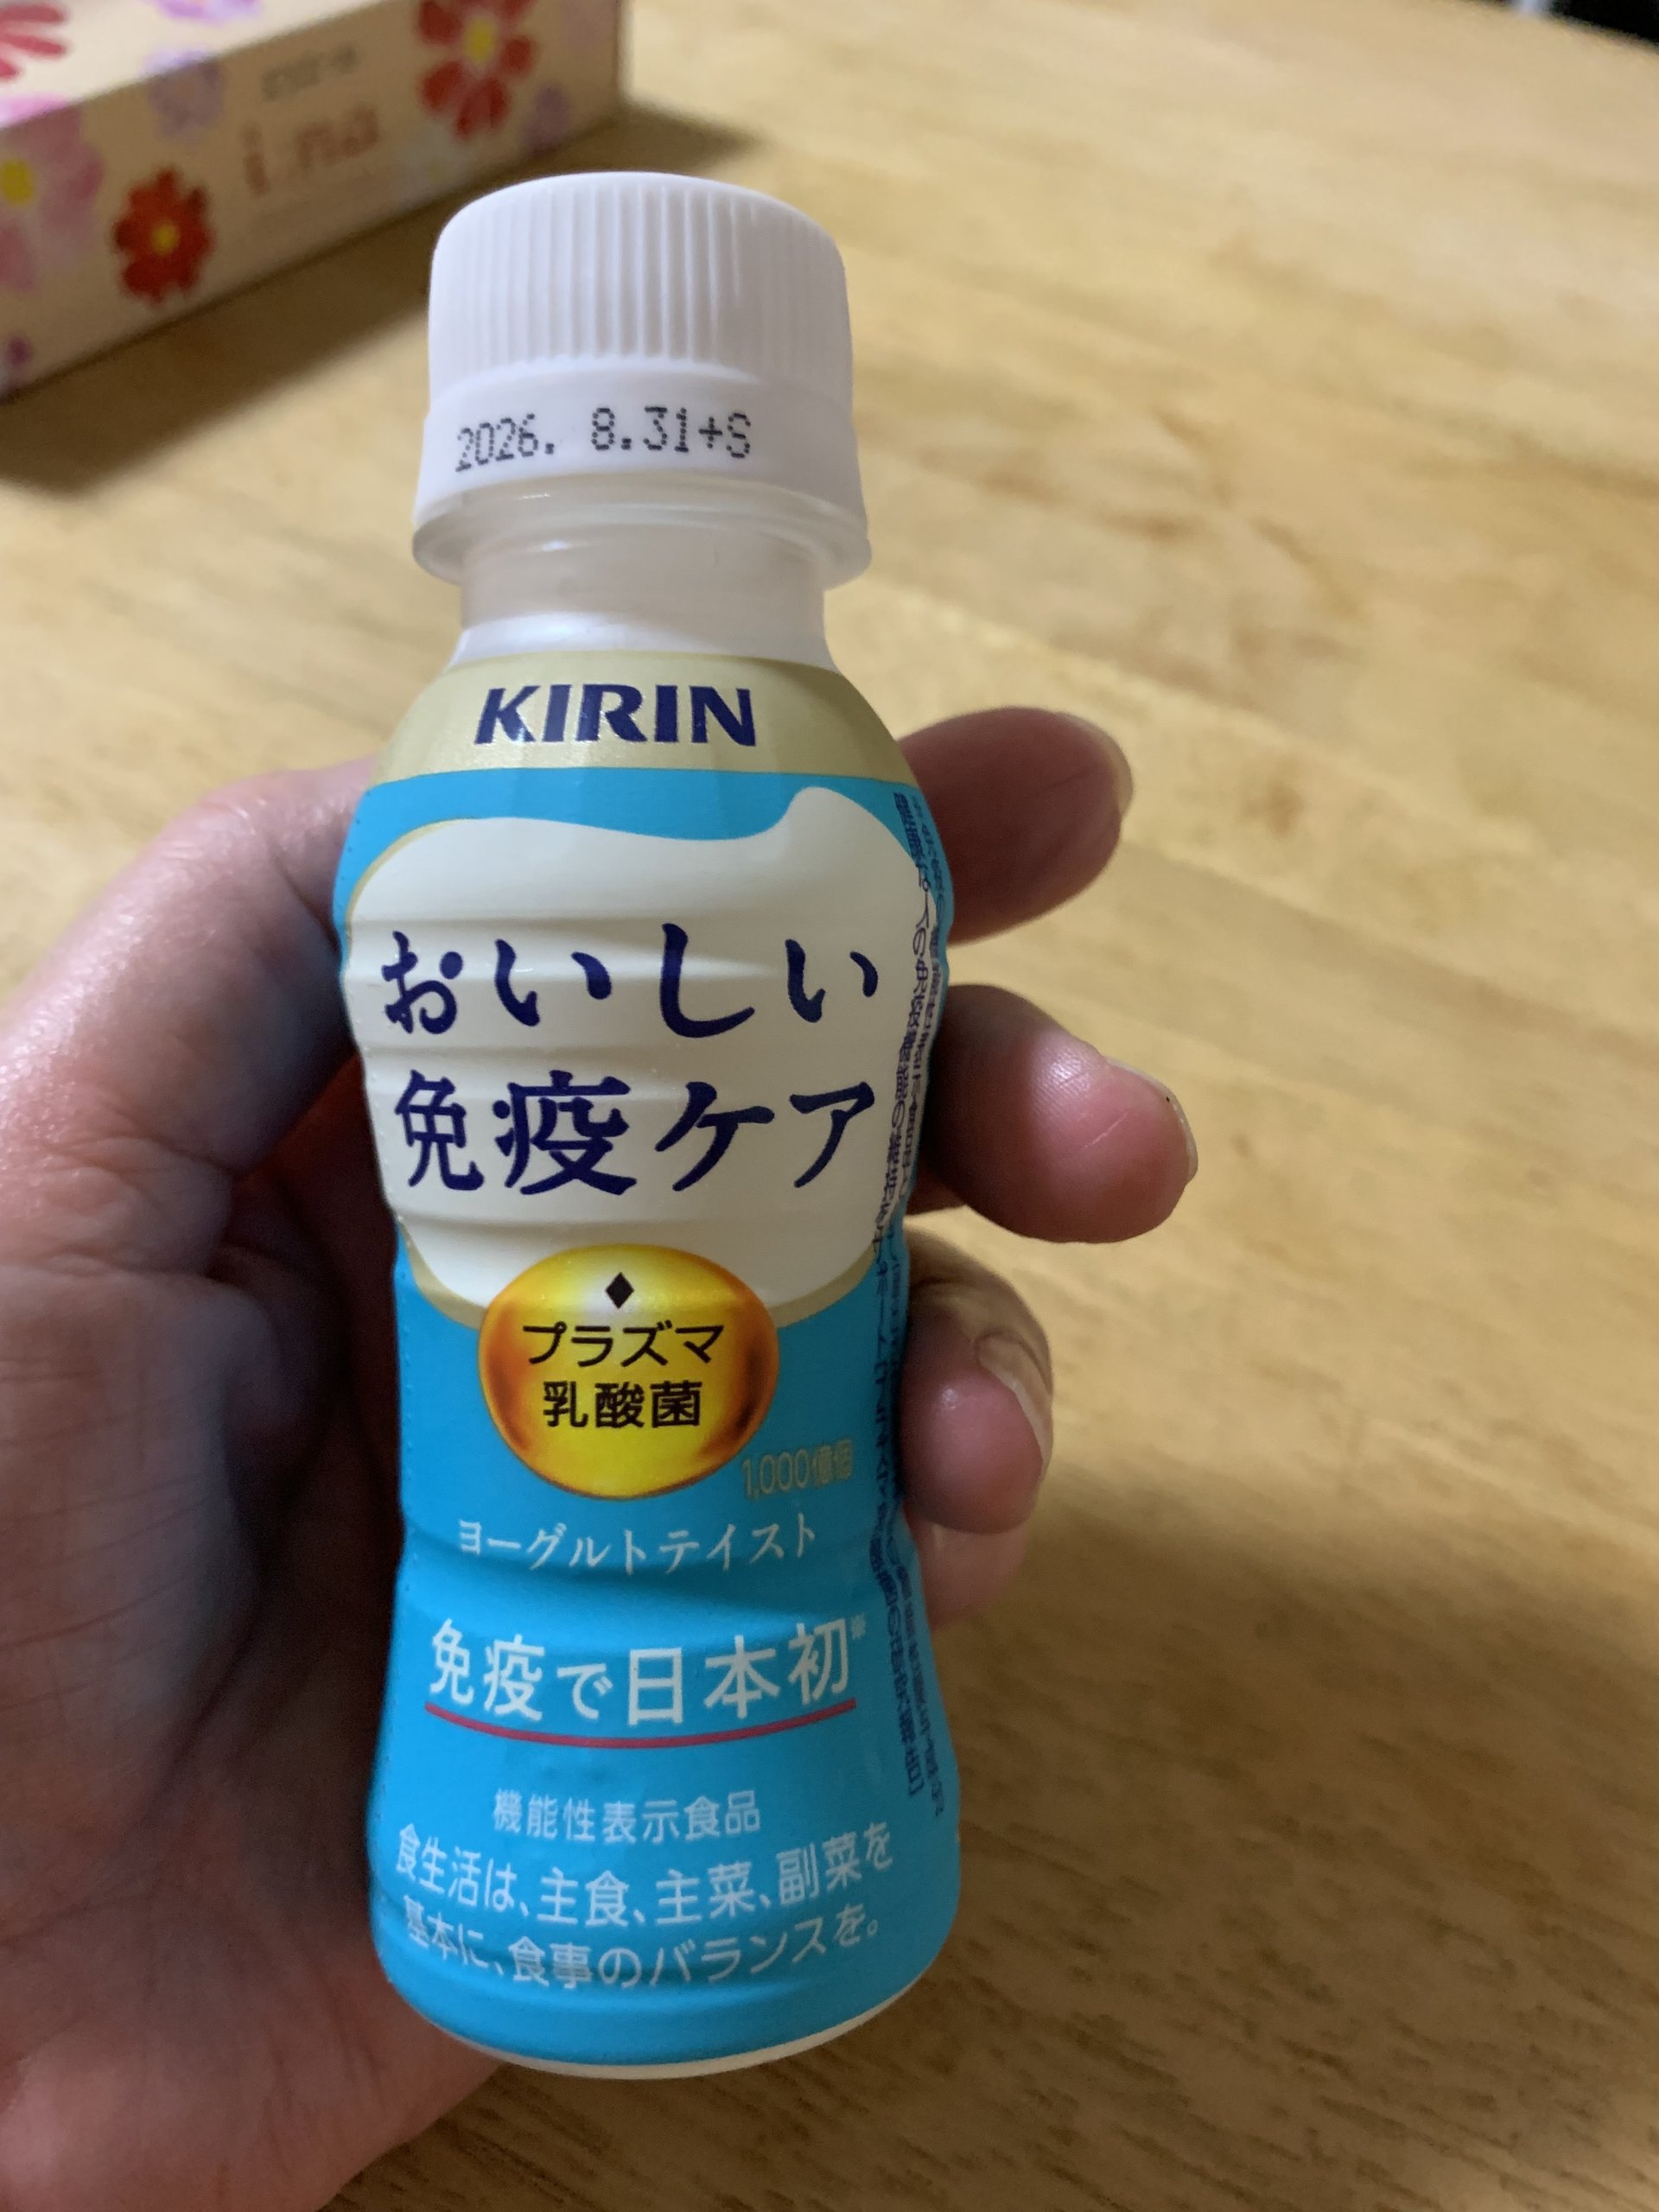 i:na
2026. 8.31+S
KIRIN
おいしい
免疫ケア
プラズマ
乳酸菌
1,000億個
ヨーグルトテイスト
免疫で日本初※
機能性表示食品
食生活は、主食、主菜、副菜を
基本に、食事のバランスを。